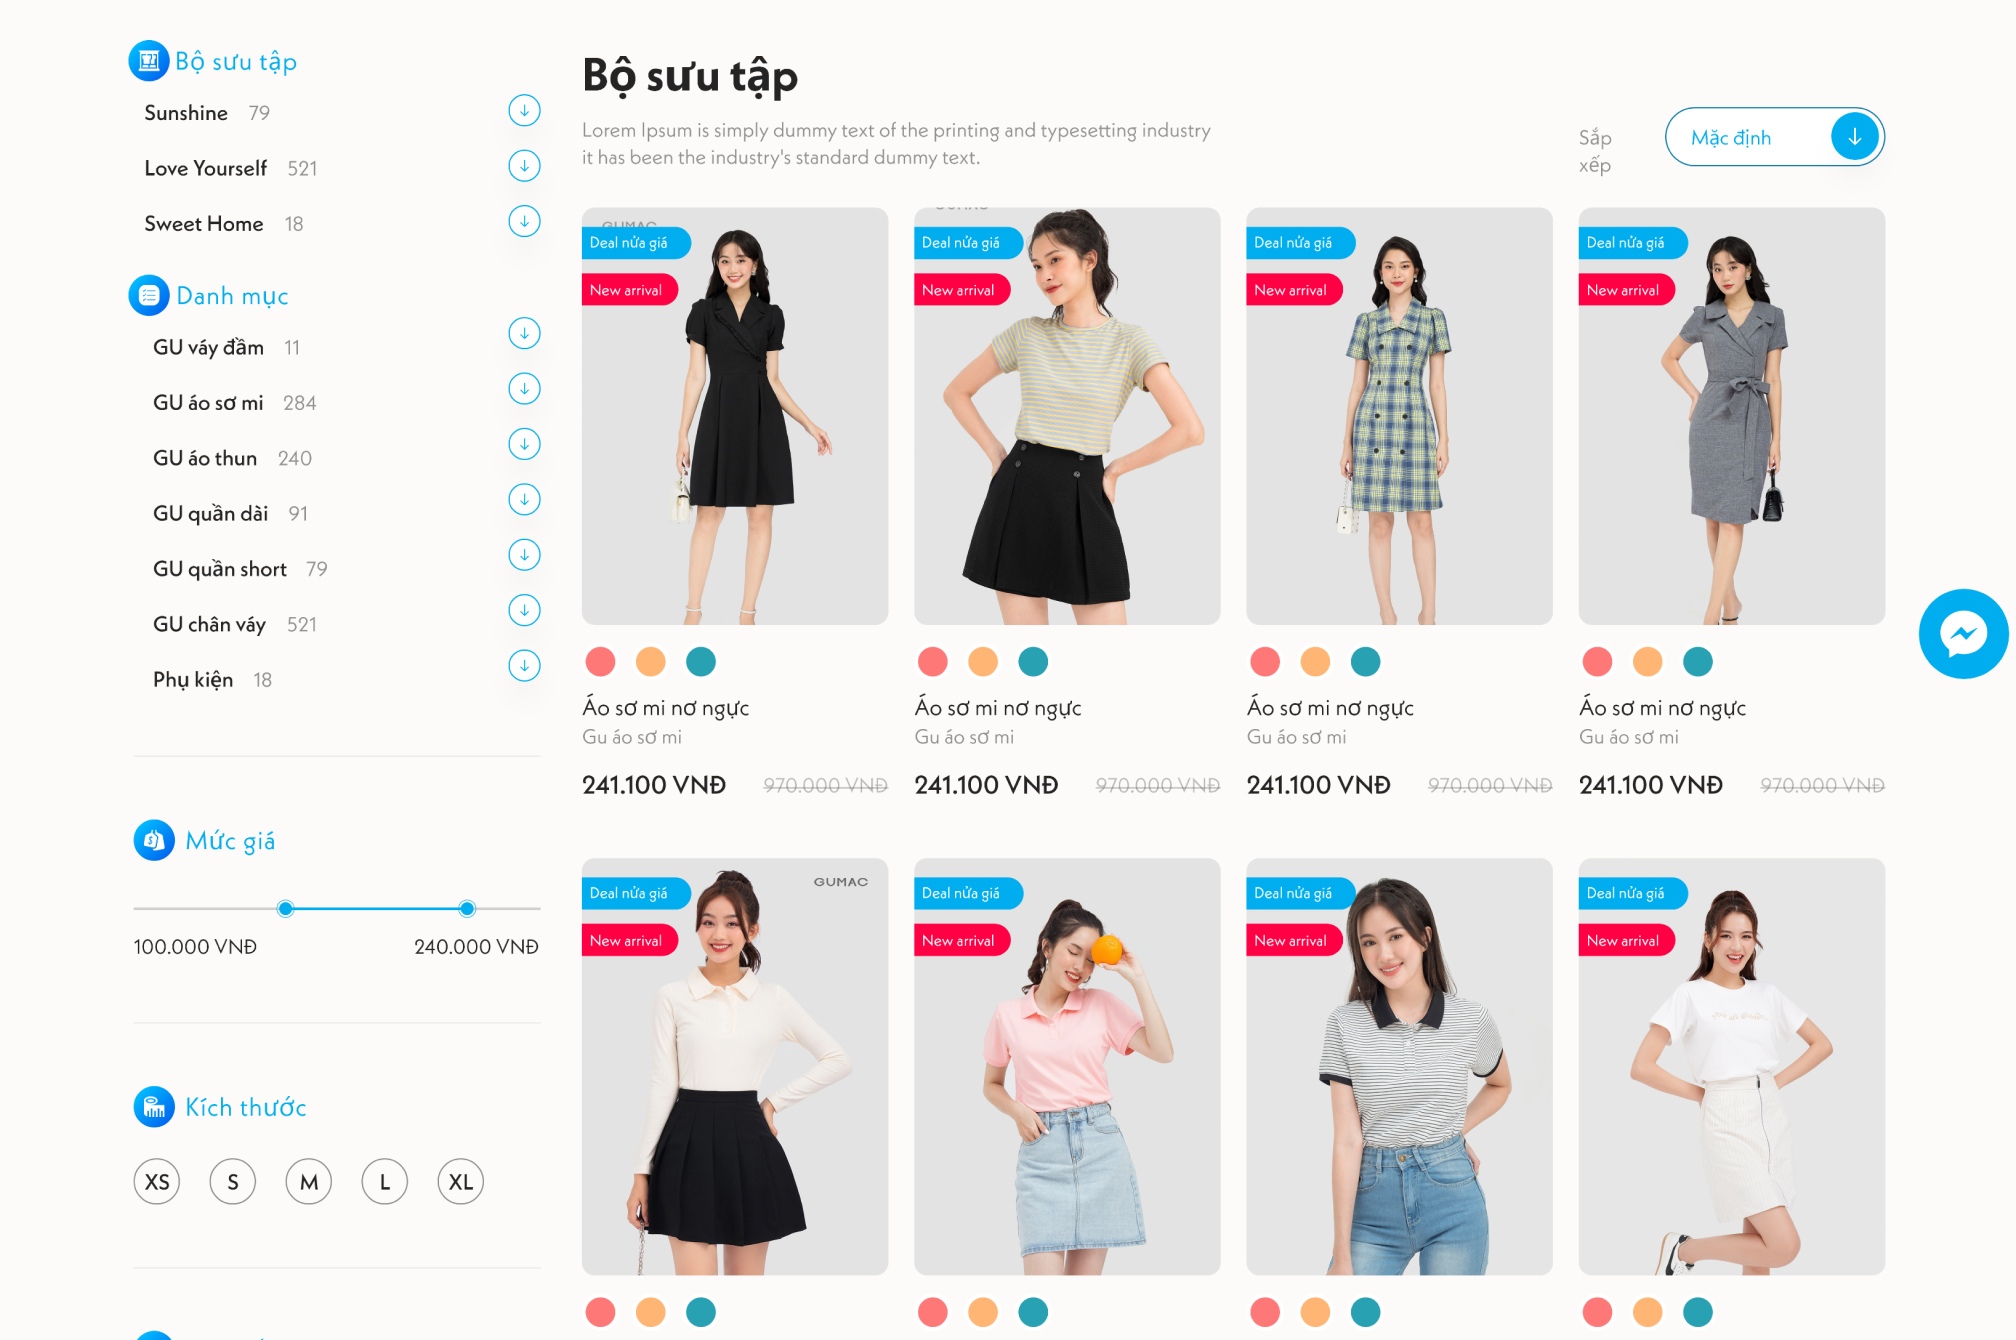 Bộ sưu tập
Sunshine 79
Love Yourself 521
Sweet Home 18
Danh mục
GU váy đầm 11
GU áo sơ mi 284
GU áo thun 240
GU quần dài 91
GU quần short 79
GU chân váy 521
Phụ kiện 18
Mức giá
100.000 VNĐ 240.000 VNĐ
Kích thước
XS S M L XL
Bộ sưu tập
Lorem Ipsum is simply dummy text of the printing and typesetting industry
it has been the industry's standard dummy text.
Sắp
xếp
Mặc định
Deal nửa giá
New arrival
Deal nửa giá
New arrival
Deal nửa giá
New arrival
Deal nửa giá
New arrival
Áo sơ mi nơ ngực
Gu áo sơ mi
241.100 VNĐ 970.000 VNĐ
Áo sơ mi nơ ngực
Gu áo sơ mi
241.100 VNĐ 970.000 VNĐ
Áo sơ mi nơ ngực
Gu áo sơ mi
241.100 VNĐ 970.000 VNĐ
Áo sơ mi nơ ngực
Gu áo sơ mi
241.100 VNĐ 970.000 VNĐ
GUMAC
Deal nửa giá
New arrival
Deal nửa giá
New arrival
Deal nửa giá
New arrival
Deal nửa giá
New arrival